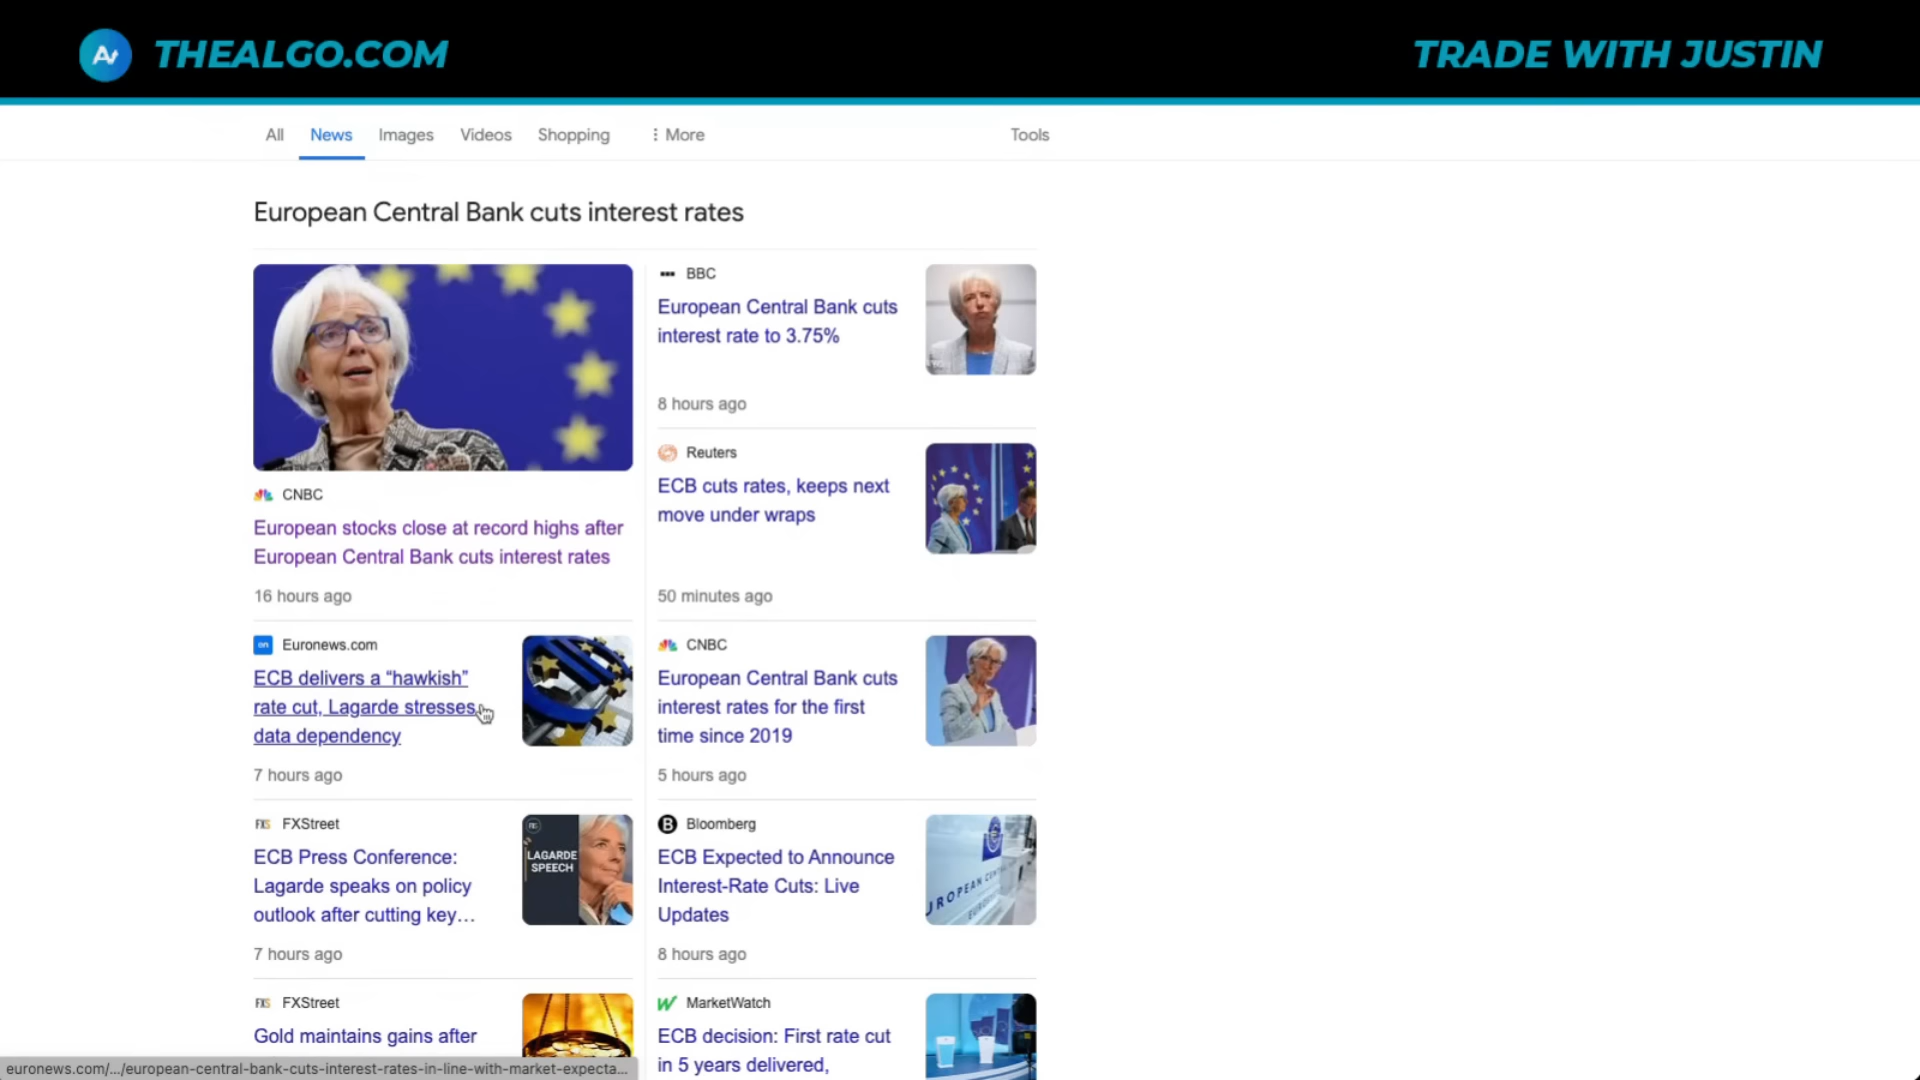 THEALGO.COM
TRADE WITH JUSTIN
All
News
Images
Videos
Shopping
More
Tools
European Central Bank cuts interest rates
CNBC
European stocks close at record highs after
European Central Bank cuts interest rates
16 hours ago
BBC
European Central Bank cuts
interest rate to 3.75%
8 hours ago
Reuters
ECB cuts rates, keeps next
move under wraps
50 minutes ago
Euronews.com
ECB delivers a “hawkish”
rate cut, Lagarde stresses
data dependency
7 hours ago
CNBC
European Central Bank cuts
interest rates for the first
time since 2019
5 hours ago
FXS
FXStreet
ECB Press Conference:
Lagarde speaks on policy
outlook after cutting key...
LAGARDE
SPEECH
7 hours ago
Bloomberg
ECB Expected to Announce
Interest-Rate Cuts: Live
Updates
8 hours ago
FXS
FXStreet
Gold maintains gains after
MarketWatch
ECB decision: First rate cut
in 5 years delivered,
euronews.com/.../european-central-bank-cuts-interest-rates-in-line-with-market-expecta...